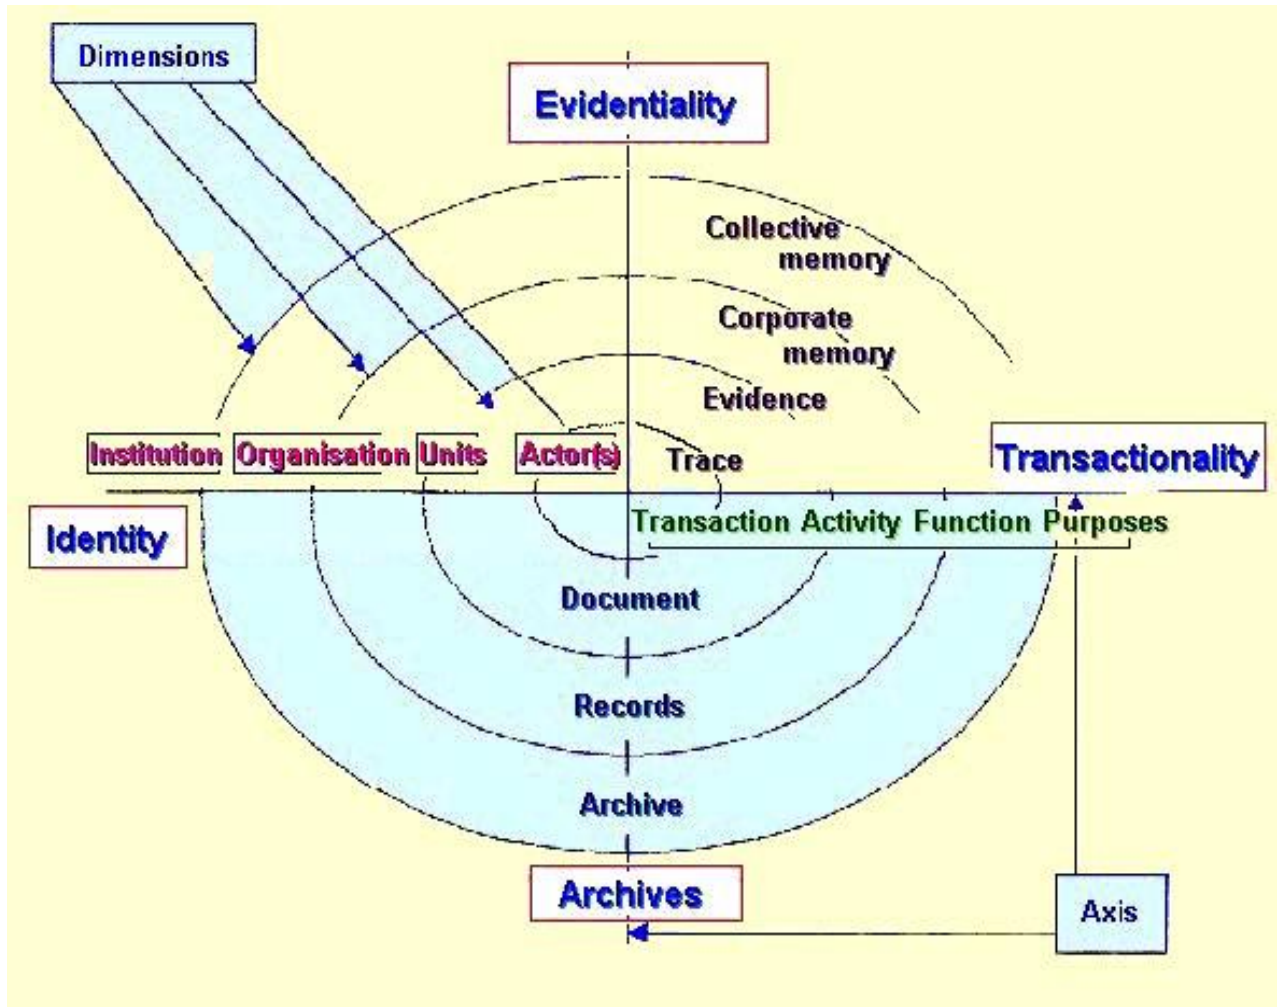 Dimensions
Evidentiality
Collective
memory
Corporate
memory
Evidence
Institution Organisation Units Actor(s) Trace
Transactionality
Identity
Transaction Activity Function Purposes
Document
Records
Archive
Archives
Axis